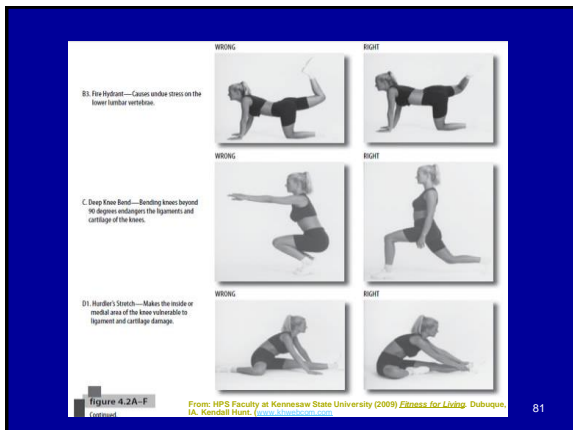 WRONG
RIGHT
B3. Fire Hydrant—Causes undue stress on the
lower lumbar vertebrae.
WRONG
RIGHT
C. Deep Knee Bend—Bending knees beyond
90 degrees endangers the ligaments and
cartilage of the knees.
WRONG
RIGHT
D1. Hurdler's Stretch—Makes the inside or
medial area of the knee vulnerable to
ligament and cartilage damage.
figure 4.2A–F
Continued.
From: HPS Faculty at Kennesaw State University (2009) Fitness for Living. Dubuque,
IA. Kendall Hunt. (www.khwebcom.com
81